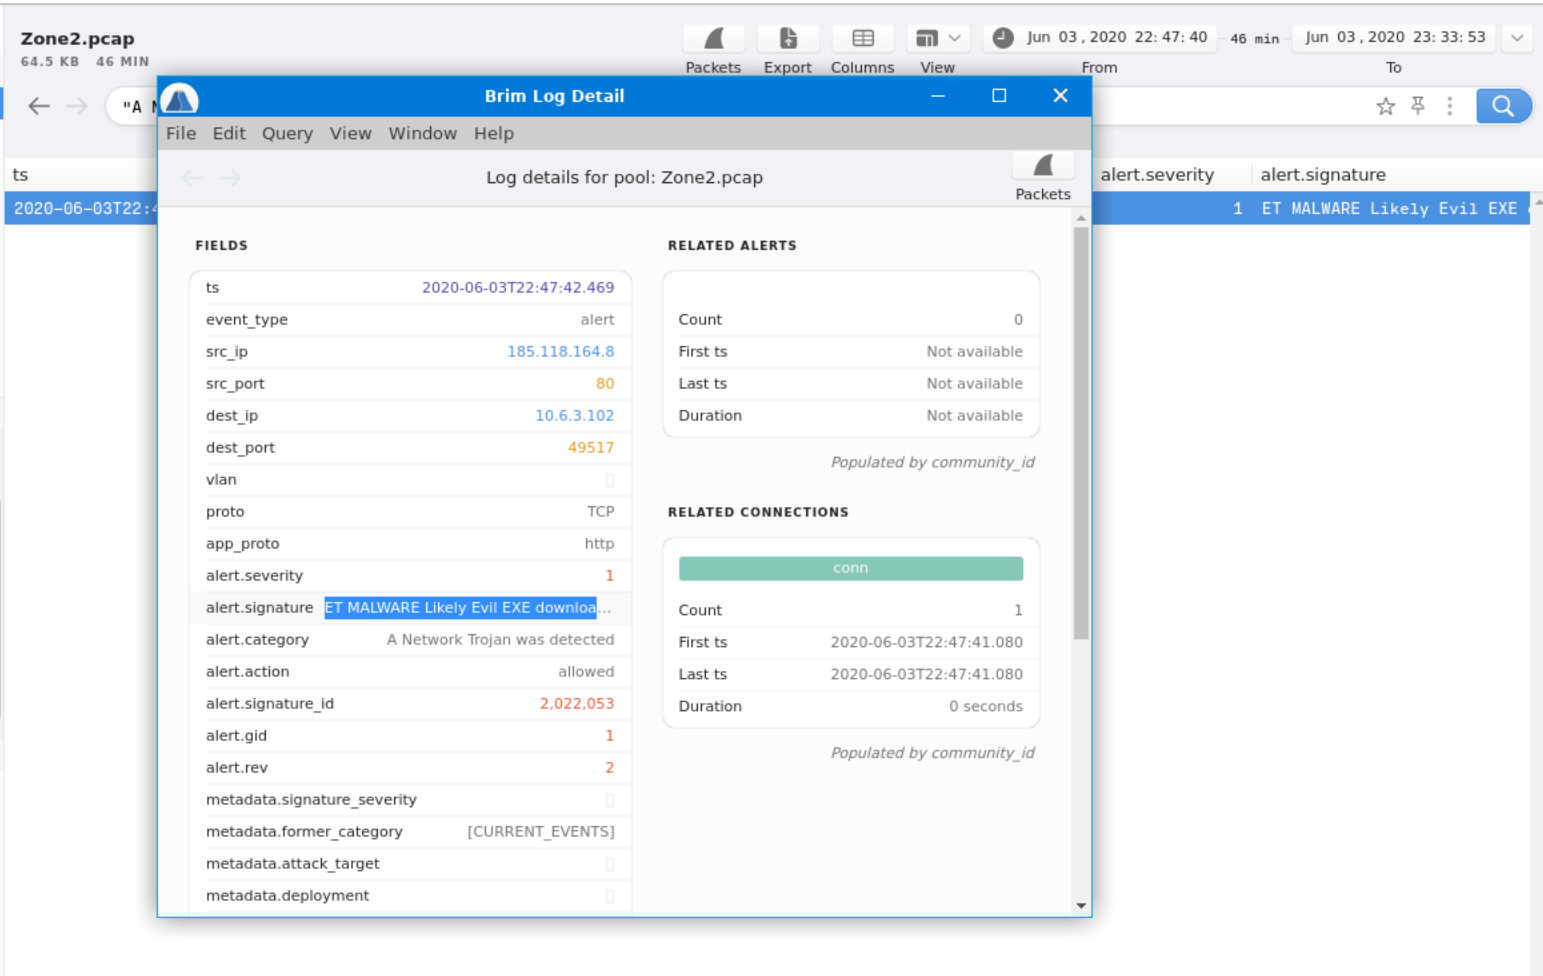 Zone2.pcap
64.5 KB 46 MIN
Packets
Export
Columns
View
Jun 03 , 2020 22: 47: 40
From
46 min
Jun 03 , 2020 23: 33: 53
To
"A
ts
alert.severity
alert.signature
2020-06-03T22:4
1
ET MALWARE Likely Evil EXE
Brim Log Detail
File Edit Query View Window Help
Log details for pool: Zone2.pcap
Packets
FIELDS
ts 2020-06-03T22:47:42.469
event_type alert
src_ip 185.118.164.8
src_port 80
dest_ip 10.6.3.102
dest_port 49517
vlan
proto TCP
app_proto http
alert.severity 1
alert.signature ET MALWARE Likely Evil EXE downloa...
alert.category A Network Trojan was detected
alert.action allowed
alert.signature_id 2,022,053
alert.gid 1
alert.rev 2
metadata.signature_severity
metadata.former_category [CURRENT_EVENTS]
metadata.attack_target
metadata.deployment
RELATED ALERTS
Count 0
First ts Not available
Last ts Not available
Duration Not available
Populated by community_id
RELATED CONNECTIONS
conn
Count 1
First ts 2020-06-03T22:47:41.080
Last ts 2020-06-03T22:47:41.080
Duration 0 seconds
Populated by community_id